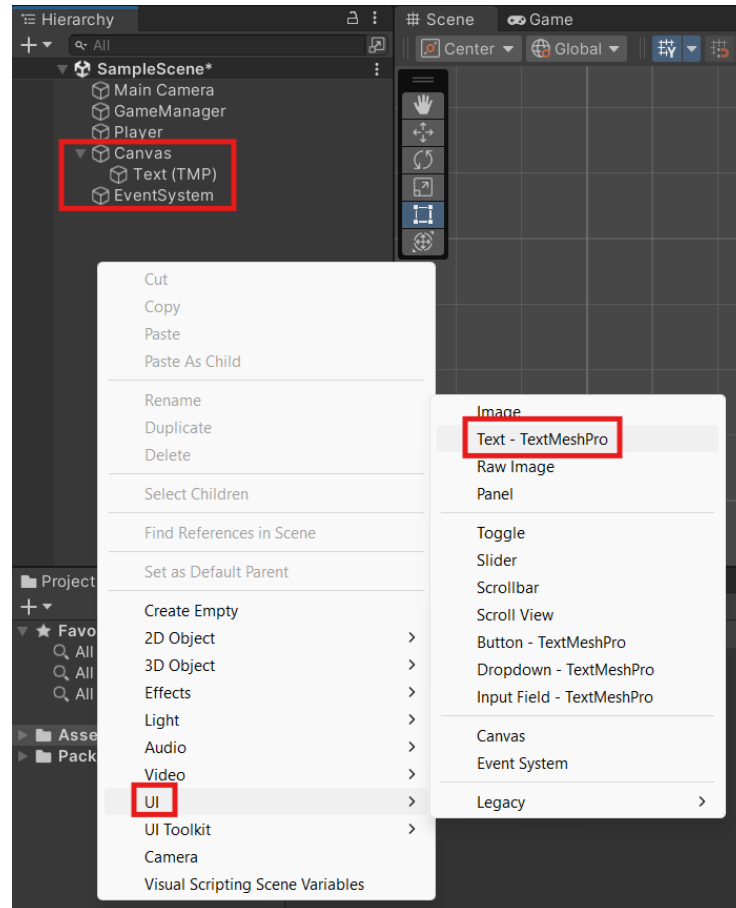 Hierarchy
All
SampleScene*
Main Camera
GameManager
Player
Canvas
Text (TMP)
EventSystem
Scene
Game
Center
Global
Cut
Copy
Paste
Paste As Child
Rename
Duplicate
Delete
Select Children
Find References in Scene
Set as Default Parent
Create Empty
2D Object
3D Object
Effects
Light
Audio
Video
UI
UI Toolkit
Camera
Visual Scripting Scene Variables
Image
Text - TextMeshPro
Raw Image
Panel
Toggle
Slider
Scrollbar
Scroll View
Button - TextMeshPro
Dropdown - TextMeshPro
Input Field - TextMeshPro
Canvas
Event System
Legacy
Project
Favo
All
All
All
Asse
Pack